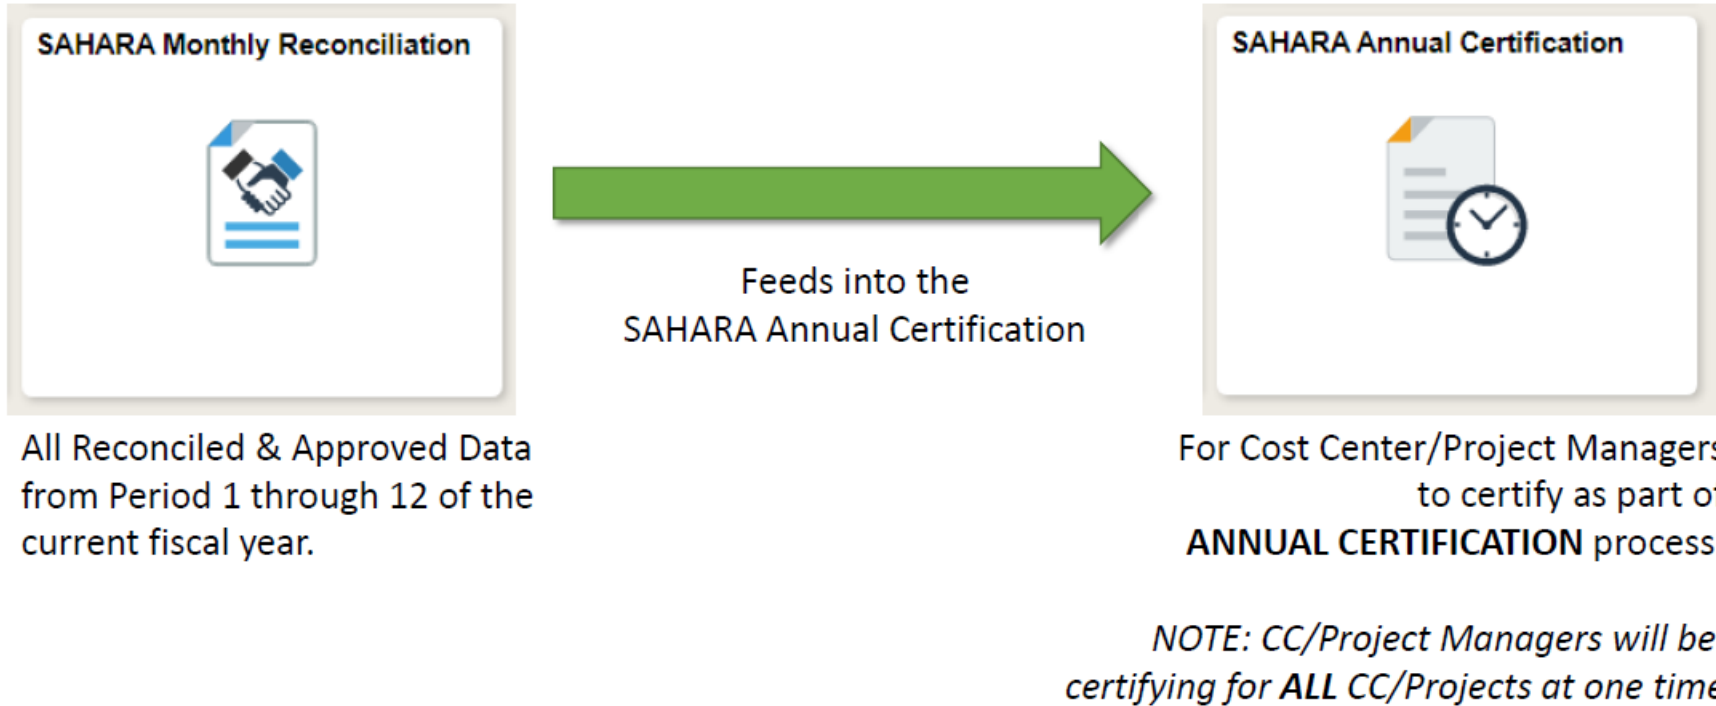 SAHARA Monthly Reconciliation
All Reconciled & Approved Data
from Period 1 through 12 of the
current fiscal year.
Feeds into the
SAHARA Annual Certification
SAHARA Annual Certification
For Cost Center/Project Managers
to certify as part of
ANNUAL CERTIFICATION process
NOTE: CC/Project Managers will be
certifying for ALL CC/Projects at one time